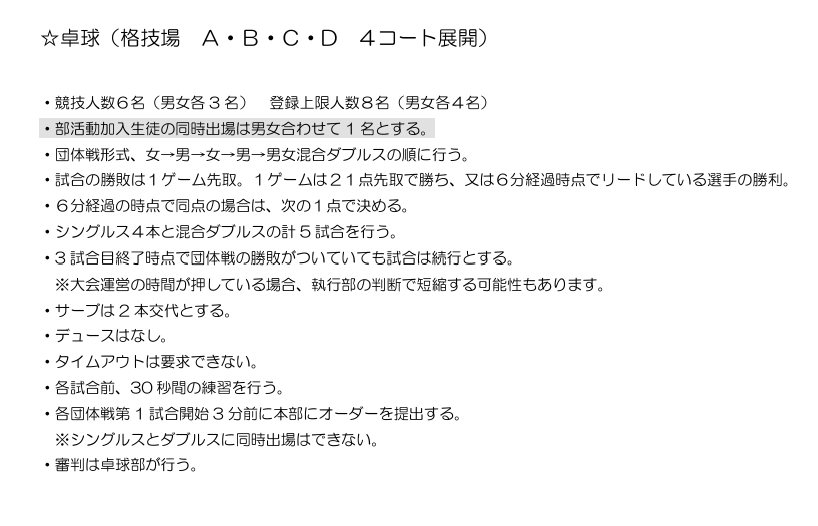 ☆卓球（格技場　A・B・C・D　4コート展開）
・競技人数6名（男女各3名）　登録上限人数8名（男女各4名）
・部活動加入生徒の同時出場は男女合わせて1名とする。
・団体戦形式、女→男→女→男→男女混合ダブルスの順に行う。
・試合の勝敗は1ゲーム先取。1ゲームは21点先取で勝ち、又は6分経過時点でリードしている選手の勝利。
・6分経過の時点で同点の場合は、次の1点で決める。
・シングルス4本と混合ダブルスの計5試合を行う。
・3試合目終了時点で団体戦の勝敗がついていても試合は続行とする。
※大会運営の時間が押している場合、執行部の判断で短縮する可能性もあります。
・サーブは2本交代とする。
・デュースはなし。
・タイムアウトは要求できない。
・各試合前、30秒間の練習を行う。
・各団体戦第1試合開始3分前に本部にオーダーを提出する。
※シングルスとダブルスに同時出場はできない。
・審判は卓球部が行う。